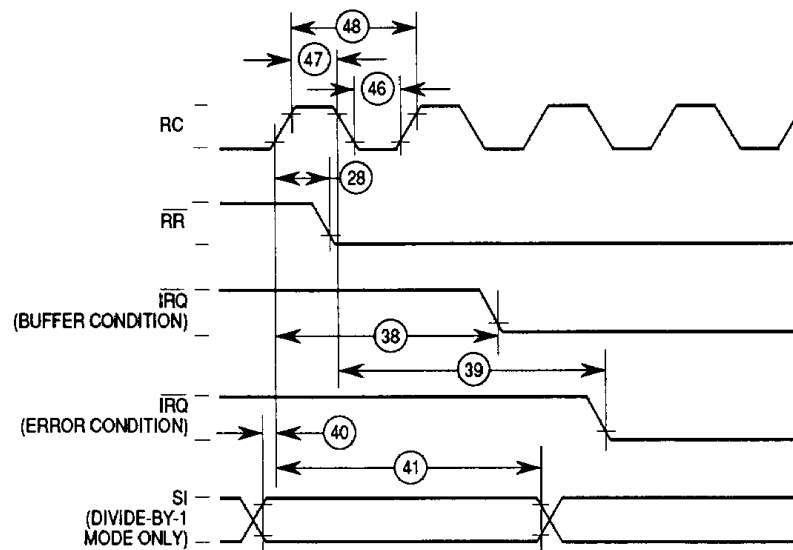 48
47
46
RC
28
RR
IRQ
(BUFFER CONDITION)
38
39
IRQ
(ERROR CONDITION)
40
41
SI
(DIVIDE-BY-1
MODE ONLY)